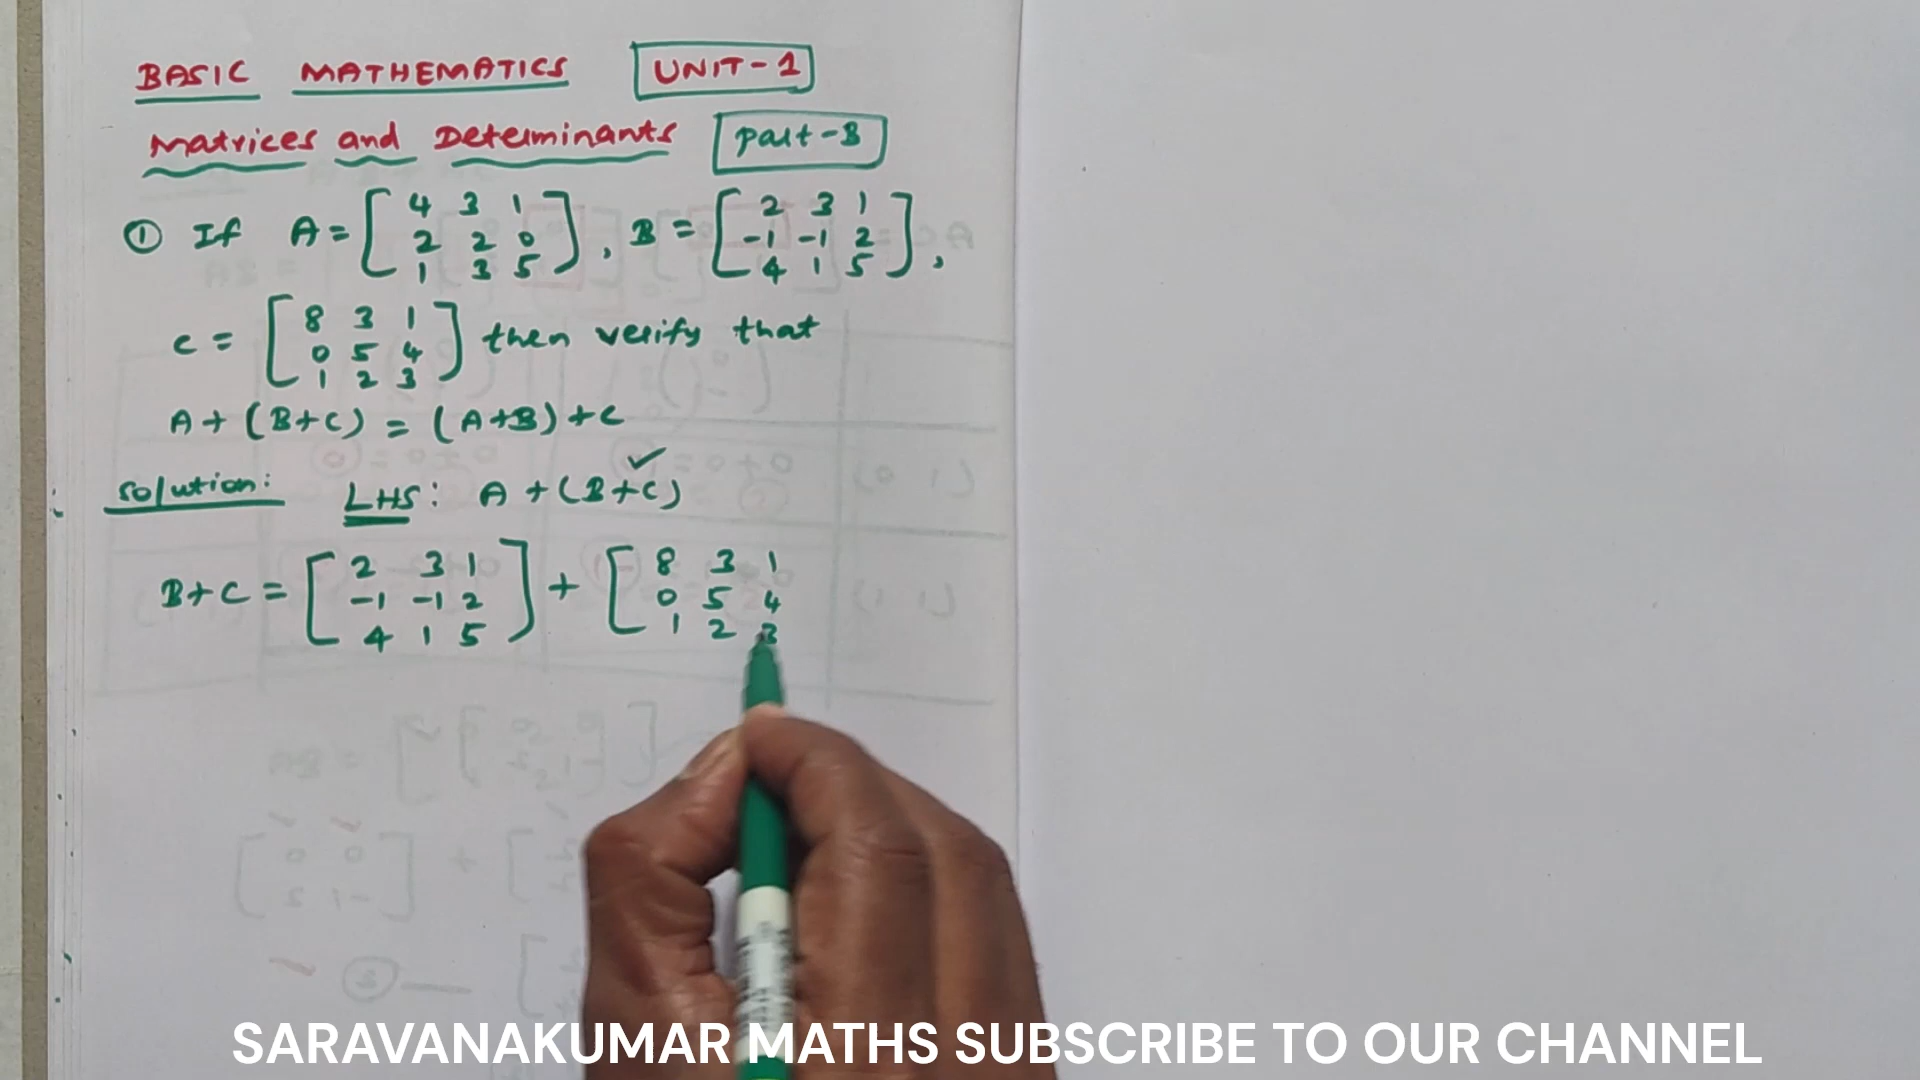 BASIC MATHEMATICS UNIT-1
Matrices and Determinants Part-B
① If A = [ 4 3 1
2 2 0
1 3 5 ] , B = [ 2 3 1
-1 -1 2
4 1 5 ] ,
C = [ 8 3 1
0 5 4
1 2 3 ] then verify that
A + (B+C) = (A+B) + C
Solution: LHS: A + (B+C) ✓
B+C = [ 2 3 1
-1 -1 2
4 1 5 ] + [ 8 3 1
0 5 4
1 2 3
SARAVANAKUMAR MATHS SUBSCRIBE TO OUR CHANNEL